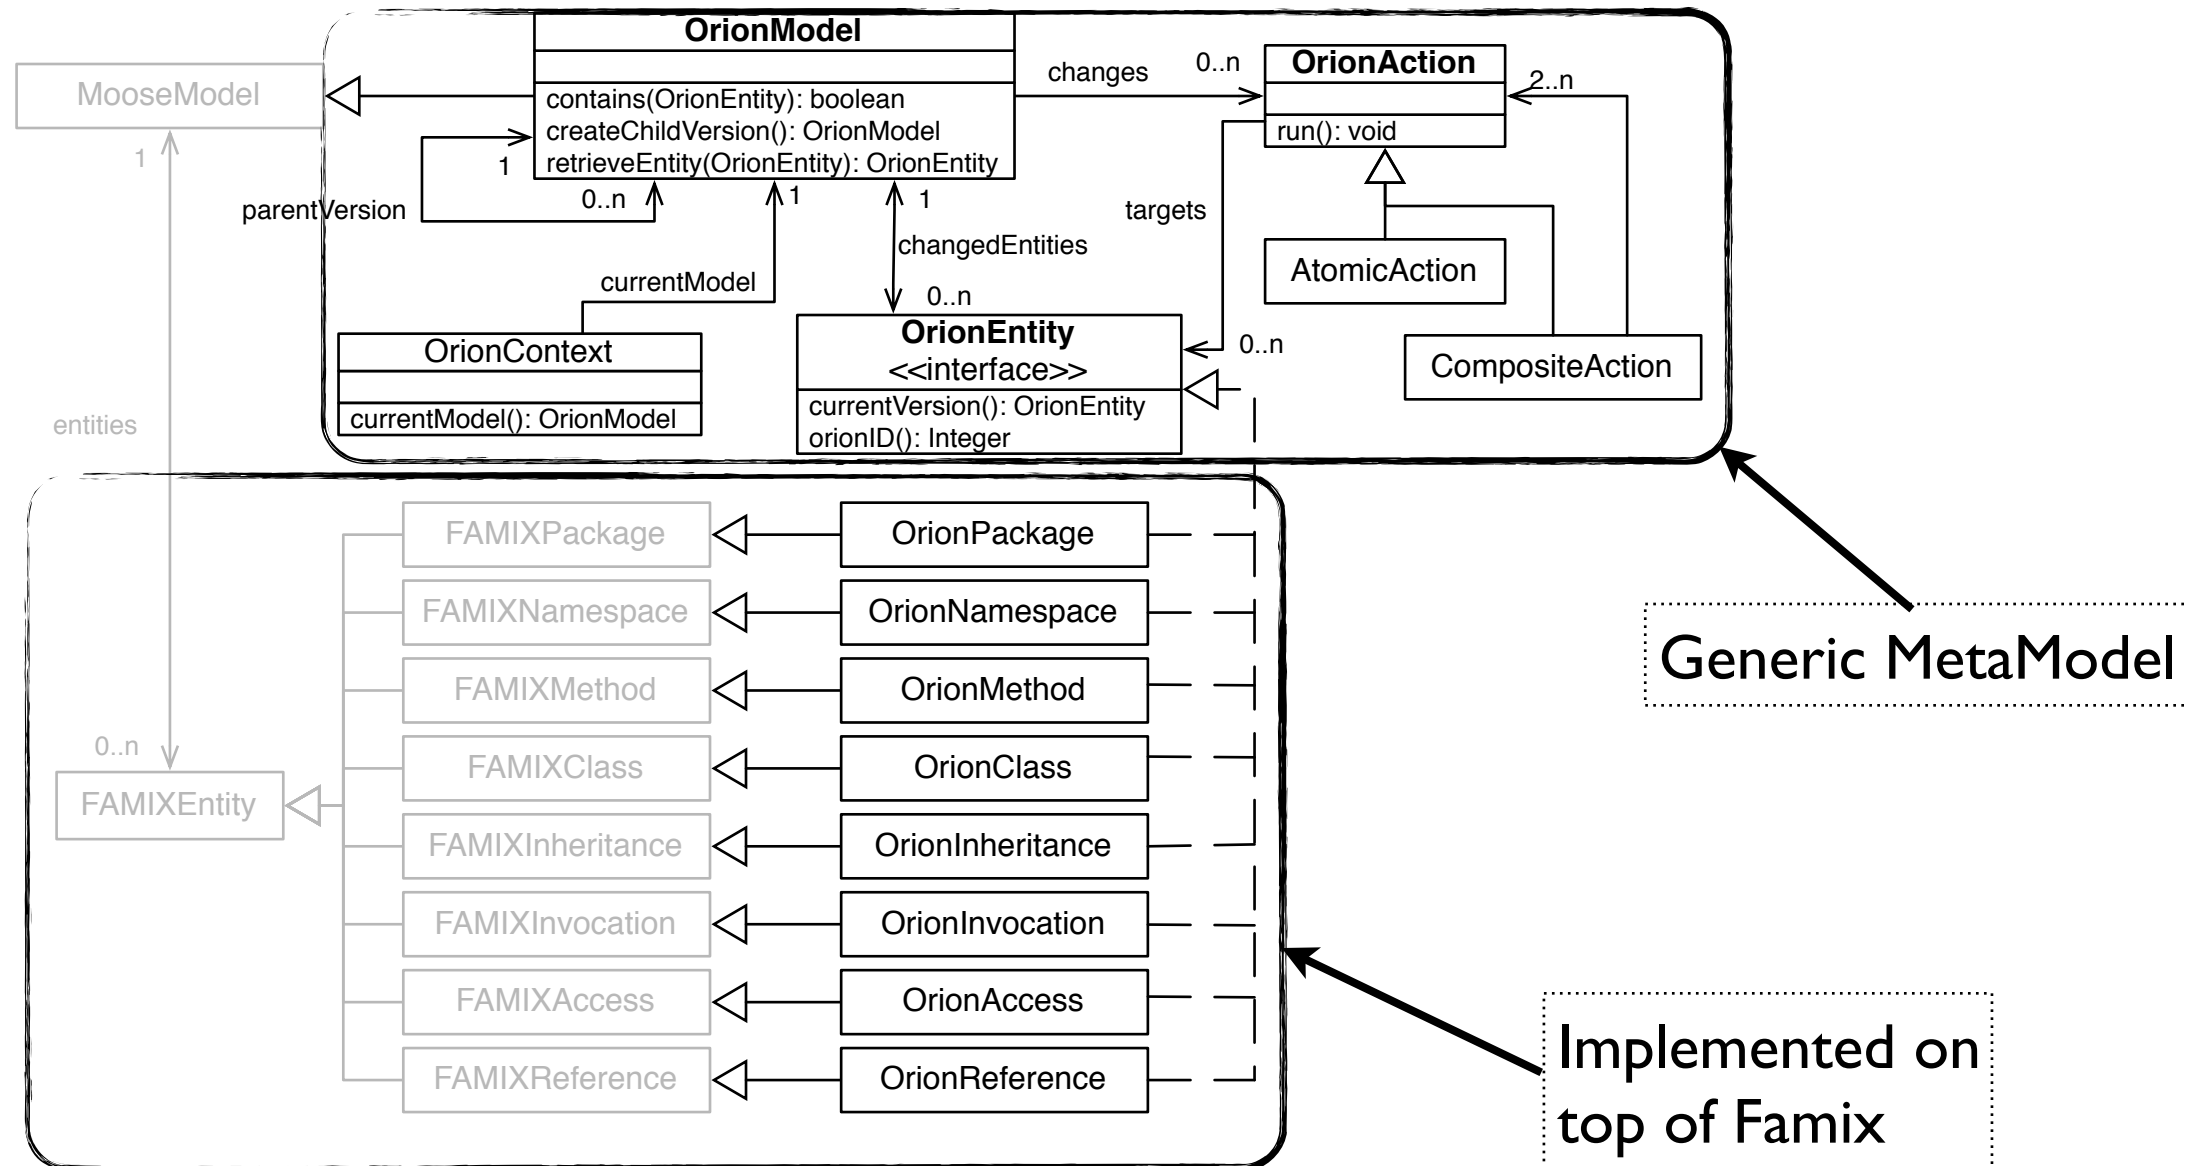 OrionModel
contains(OrionEntity): boolean
createChildVersion(): OrionModel
retrieveEntity(OrionEntity): OrionEntity
MooseModel
1
changes
0..n
OrionAction
run(): void
2..n
1
parentVersion
0..n
1
1
changedEntities
targets
AtomicAction
currentModel
0..n
0..n
OrionContext
currentModel(): OrionModel
OrionEntity
<<interface>>
currentVersion(): OrionEntity
orionID(): Integer
CompositeAction
entities
0..n
FAMIXEntity
FAMIXPackage
OrionPackage
FAMIXNamespace
OrionNamespace
FAMIXMethod
OrionMethod
FAMIXClass
OrionClass
FAMIXInheritance
OrionInheritance
FAMIXInvocation
OrionInvocation
FAMIXAccess
OrionAccess
FAMIXReference
OrionReference
Generic MetaModel
Implemented on
top of Famix